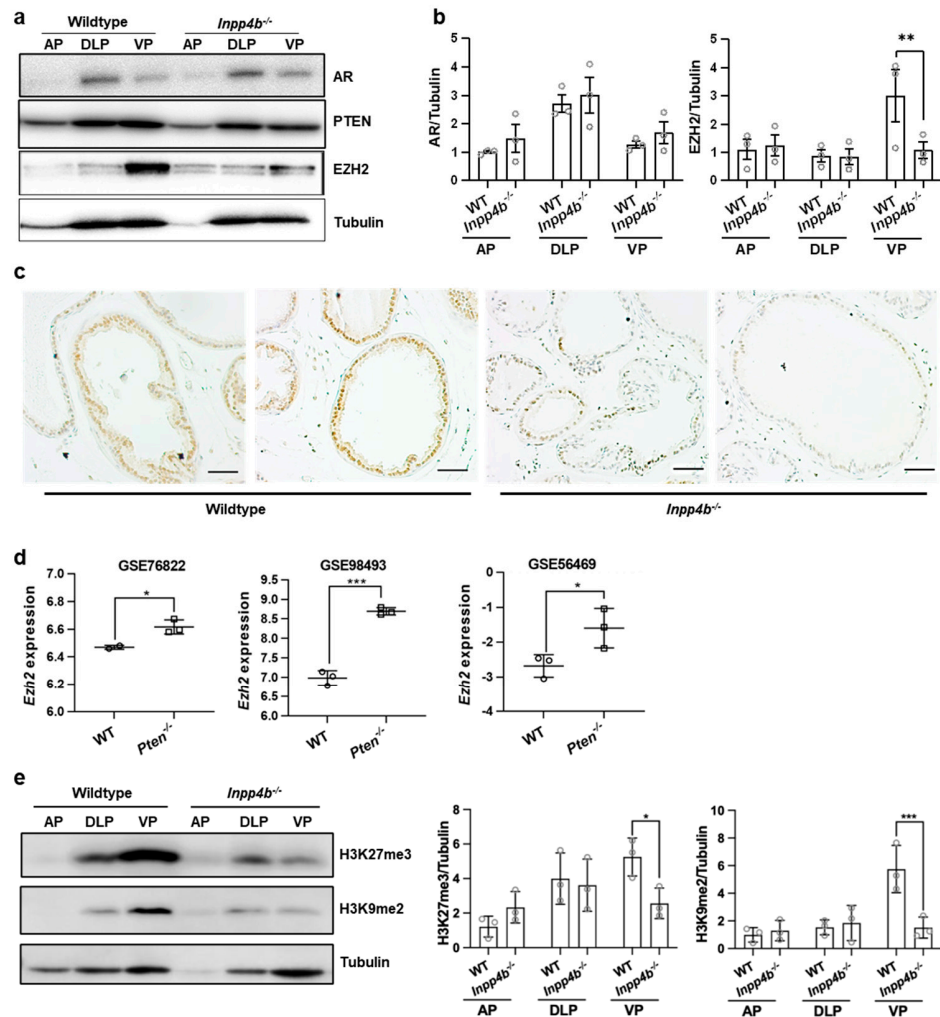 a
Wildtype Inpp4b-/-
AP DLP VP AP DLP VP
AR
PTEN
EZH2
Tubulin
b
AR/Tubulin
5
4
3
2
1
0
WT Inpp4b-/- WT Inpp4b-/- WT Inpp4b-/-
AP DLP VP
EZH2/Tubulin
**
5
4
3
2
1
0
WT Inpp4b-/- WT Inpp4b-/- WT Inpp4b-/-
AP DLP VP
c
Wildtype Inpp4b-/-
d
GSE76822
Ezh2 expression
*
7.0
6.8
6.6
6.4
6.2
6.0
WT Pten-/-
GSE98493
Ezh2 expression
***
9.5
9.0
8.5
8.0
7.5
7.0
6.5
6.0
WT Pten-/-
GSE56469
Ezh2 expression
*
0
-1
-2
-3
-4
WT Pten-/-
e
Wildtype Inpp4b-/-
AP DLP VP AP DLP VP
H3K27me3
H3K9me2
Tubulin
H3K27me3/Tubulin
*
8
6
4
2
0
WT Inpp4b-/- WT Inpp4b-/- WT Inpp4b-/-
AP DLP VP
H3K9me2/Tubulin
***
10
8
6
4
2
0
WT Inpp4b-/- WT Inpp4b-/- WT Inpp4b-/-
AP DLP VP